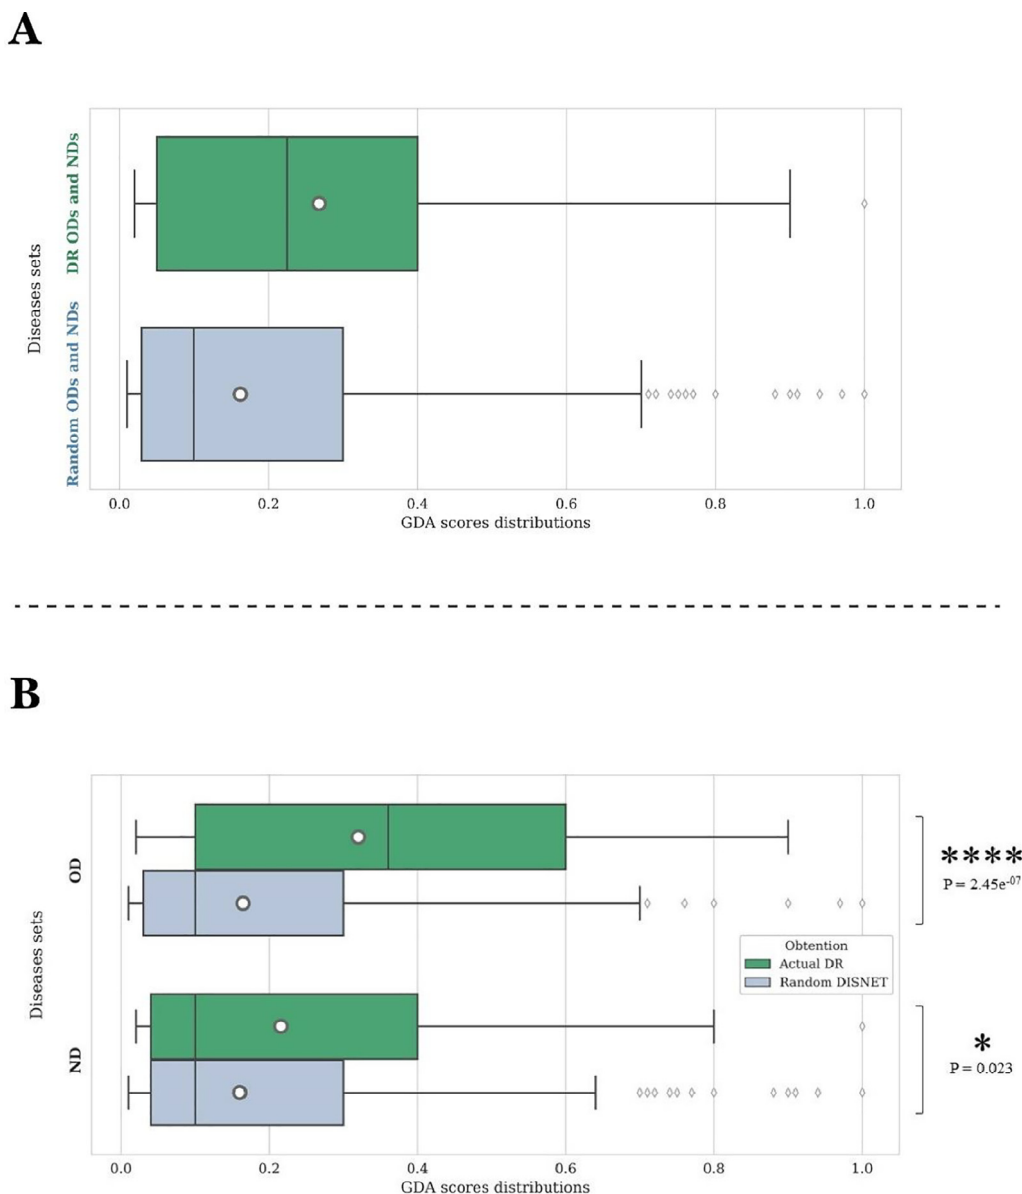 A
DR ODs and NDs
Random ODs and NDs
Diseases sets
0.0 0.2 0.4 0.6 0.8 1.0
GDA scores distributions
B
OD
ND
Diseases sets
****
P = 2.45e-07
Obtention
Actual DR
Random DISNET
*
P = 0.023
0.0 0.2 0.4 0.6 0.8 1.0
GDA scores distributions